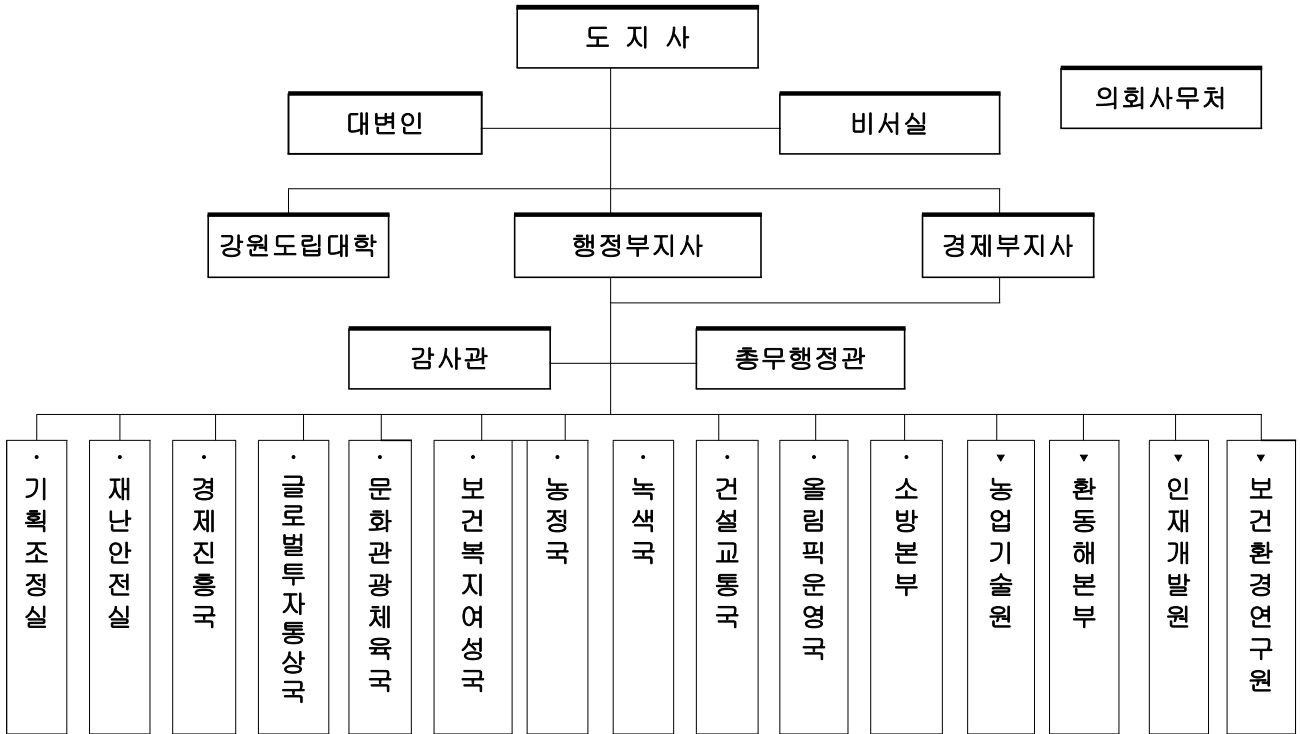 도 지 사
의회사무처
대변인
비서실
강원도립대학
행정부지사
경제부지사
감사관
총무행정관
· 기획조정실
· 재난안전실
· 경제진흥국
· 글로벌투자통상국
· 문화관광체육국
· 보건복지여성국
· 농정국
· 녹색국
· 건설교통국
· 올림픽운영국
· 소방본부
▼ 농업기술원
▼ 환동해본부
▼ 인재개발원
▼ 보건환경연구원